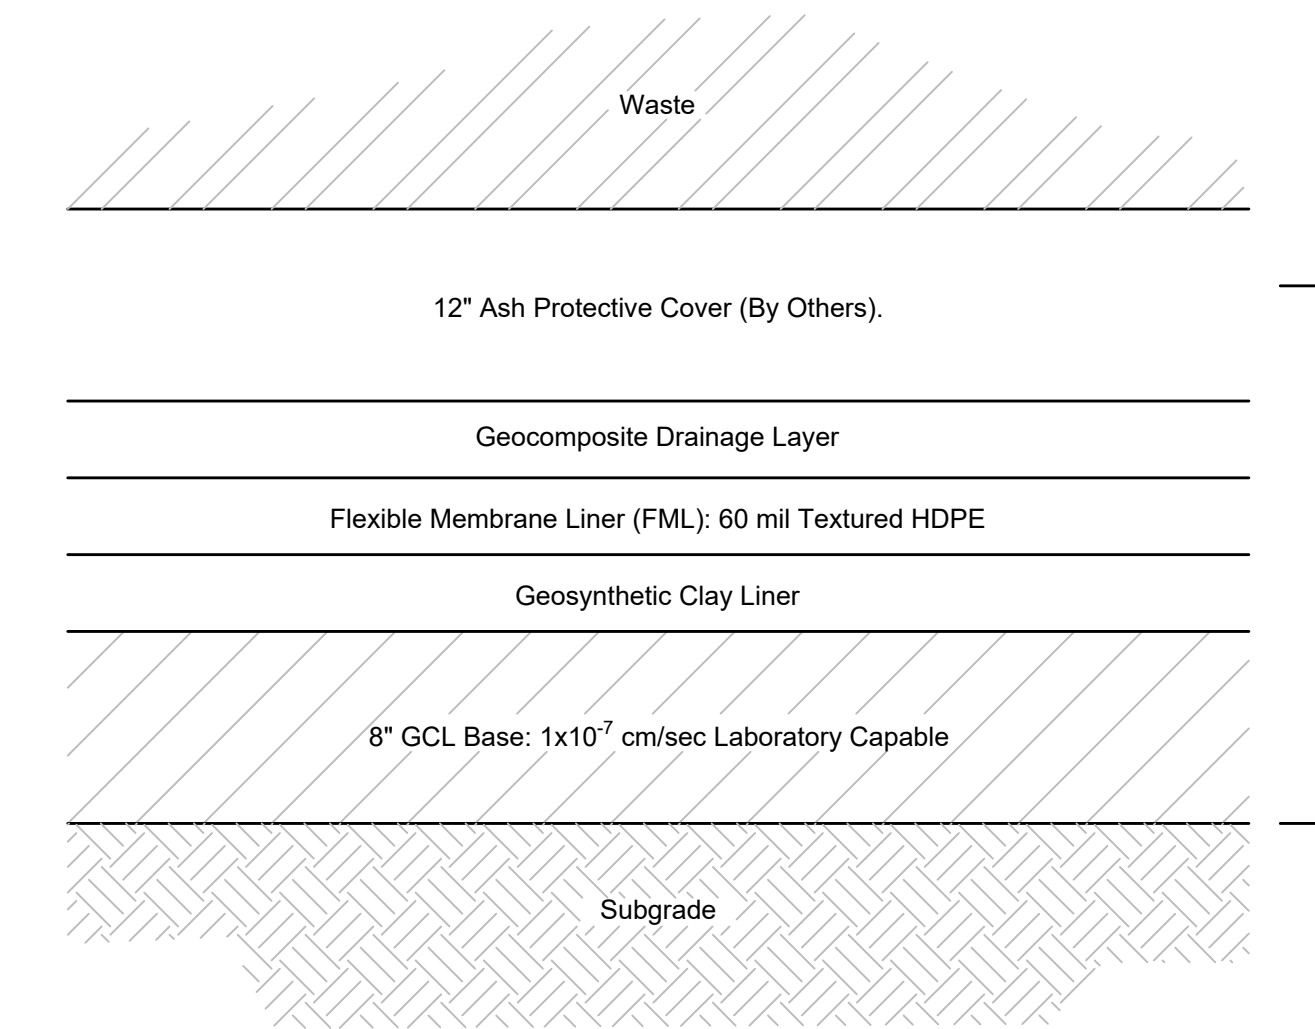 Waste
12" Ash Protective Cover (By Others).
Geocomposite Drainage Layer
Flexible Membrane Liner (FML): 60 mil Textured HDPE
Geosynthetic Clay Liner
8" GCL Base: 1x10⁻⁷ cm/sec Laboratory Capable
Subgrade